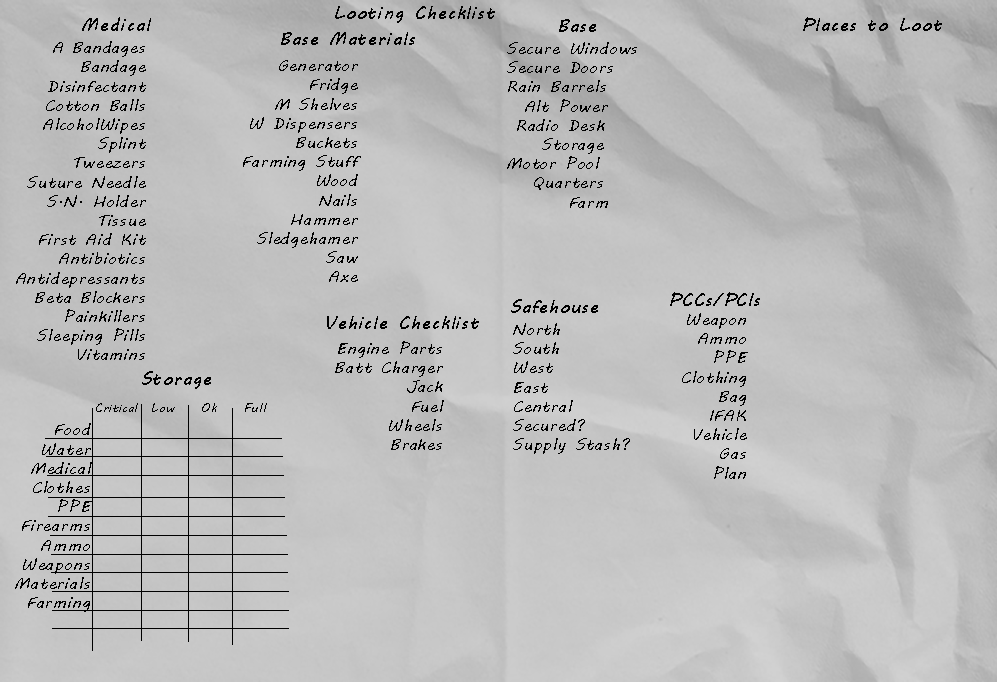 Looting Checklist
Medical
A Bandages
Bandage
Disinfectant
Cotton Balls
AlcoholWipes
Splint
Tweezers
Suture Needle
S.N. Holder
Tissue
First Aid Kit
Antibiotics
Antidepressants
Beta Blockers
Painkillers
Sleeping Pills
Vitamins
Base Materials
Generator
Fridge
M Shelves
W Dispensers
Buckets
Farming Stuff
Wood
Nails
Hammer
Sledgehamer
Saw
Axe
Base
Secure Windows
Secure Doors
Rain Barrels
Alt Power
Radio Desk
Storage
Motor Pool
Quarters
Farm
Places to Loot
Storage
Critical Low Ok Full
Food
Water
Medical
Clothes
PPE
Firearms
Ammo
Weapons
Materials
Farming
Vehicle Checklist
Engine Parts
Batt Charger
Jack
Fuel
Wheels
Brakes
Safehouse
North
South
West
East
Central
Secured?
Supply Stash?
PCCs/PCIs
Weapon
Ammo
PPE
Clothing
Bag
IFAK
Vehicle
Gas
Plan